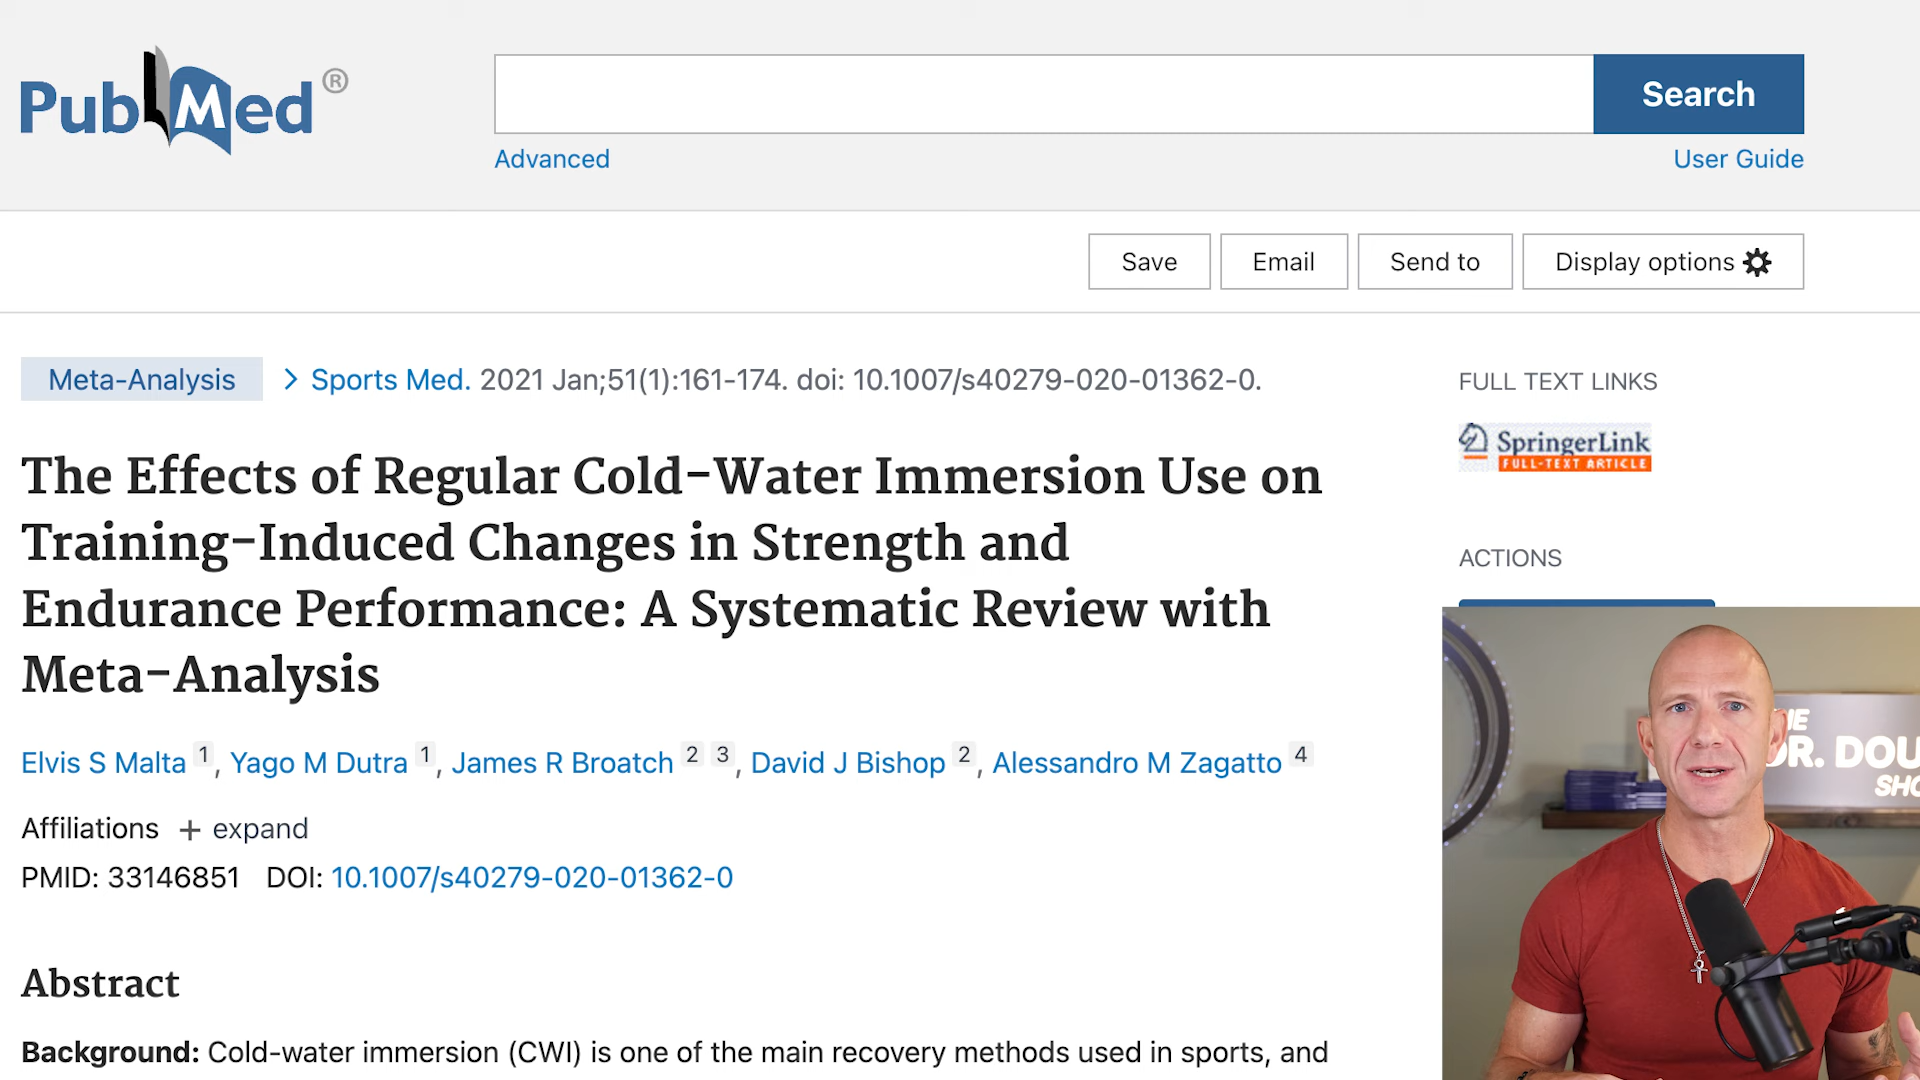 PubMed®
Search
Advanced
User Guide
Save
Email
Send to
Display options
Meta-Analysis
Sports Med. 2021 Jan;51(1):161-174. doi: 10.1007/s40279-020-01362-0.
The Effects of Regular Cold-Water Immersion Use on
Training-Induced Changes in Strength and
Endurance Performance: A Systematic Review with
Meta-Analysis
Elvis S Malta 1, Yago M Dutra 1, James R Broatch 2 3, David J Bishop 2, Alessandro M Zagatto 4
Affiliations + expand
PMID: 33146851 DOI: 10.1007/s40279-020-01362-0
Abstract
Background: Cold-water immersion (CWI) is one of the main recovery methods used in sports, and
FULL TEXT LINKS
SpringerLink
FULL-TEXT ARTICLE
ACTIONS
DR. DOU